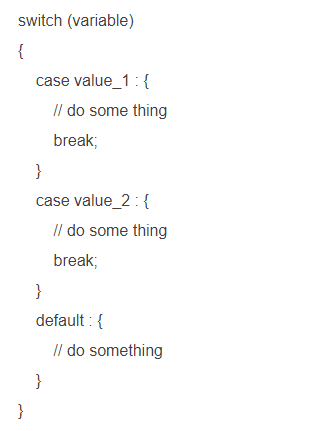 switch (variable)
{
case value_1 : {
// do some thing
break;
}
case value_2 : {
// do some thing
break;
}
default : {
// do something
}
}